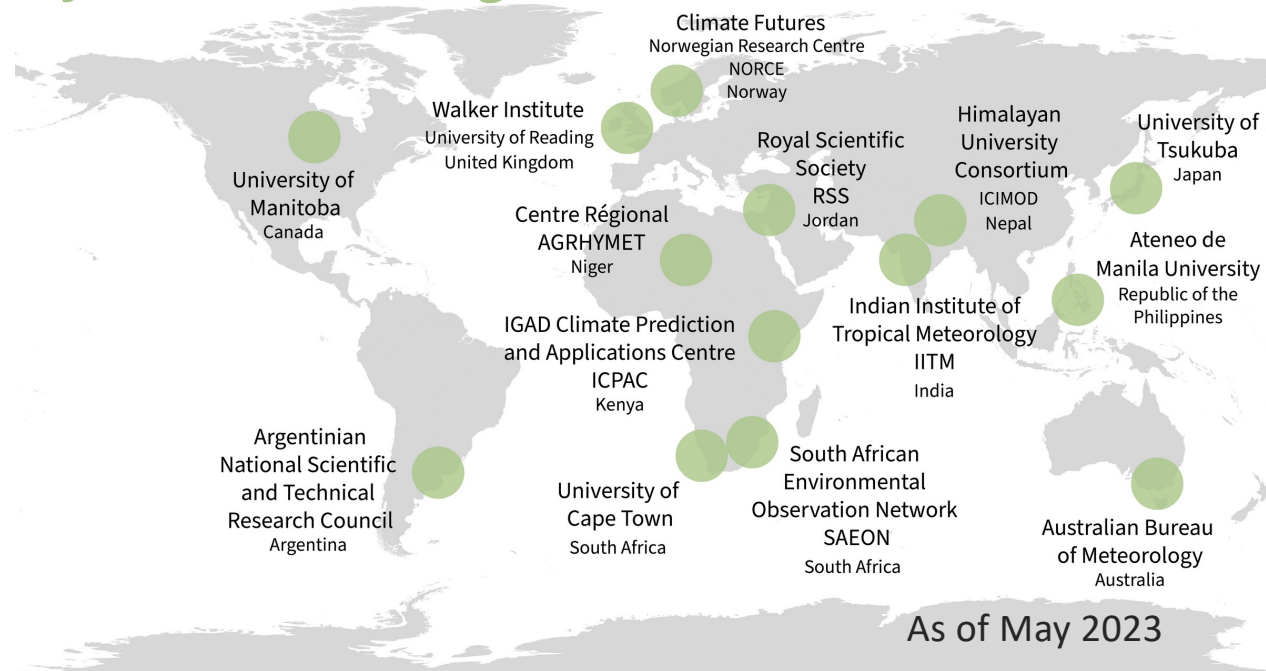 Climate Futures
Norwegian Research Centre
NORCE
Norway
Walker Institute
University of Reading
United Kingdom
Himalayan
University
Consortium
ICIMOD
Nepal
University of
Tsukuba
Japan
Royal Scientific
Society
RSS
Jordan
University of
Manitoba
Canada
Centre Régional
AGRHYMET
Niger
Ateneo de
Manila University
Republic of the
Philippines
Indian Institute of
Tropical Meteorology
IITM
India
IGAD Climate Prediction
and Applications Centre
ICPAC
Kenya
Argentinian
National Scientific
and Technical
Research Council
Argentina
University of
Cape Town
South Africa
South African
Environmental
Observation Network
SAEON
South Africa
Australian Bureau
of Meteorology
Australia
As of May 2023